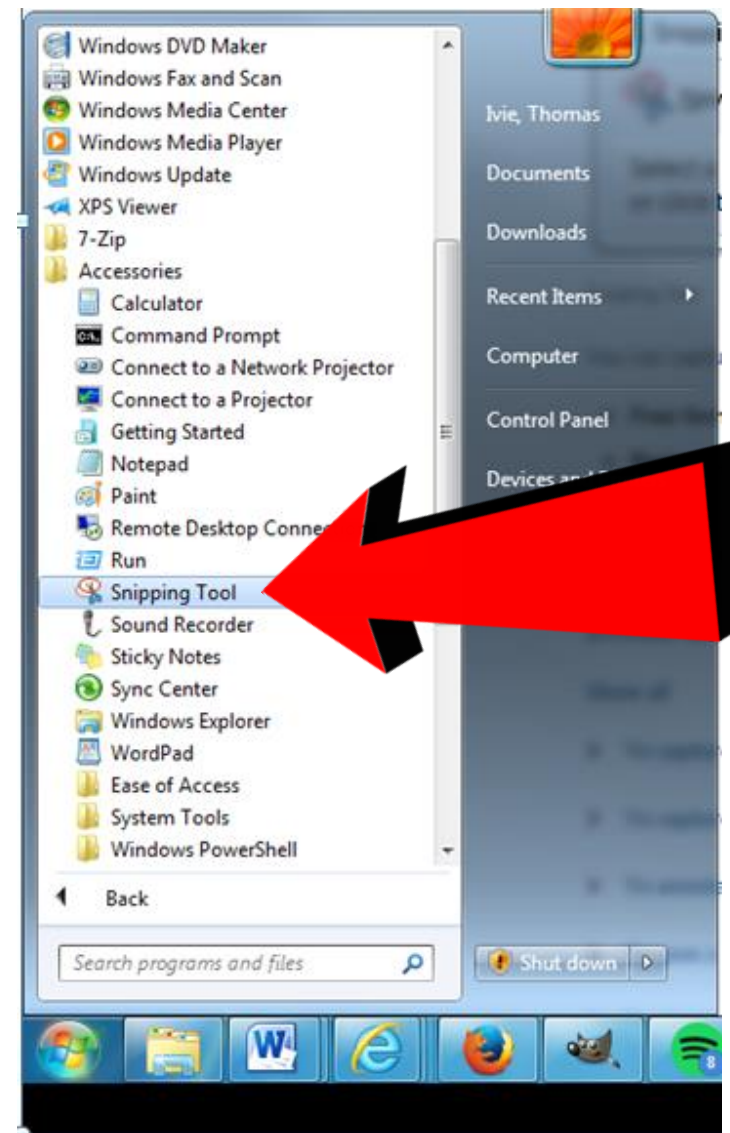 Windows DVD Maker
Windows Fax and Scan
Windows Media Center
Windows Media Player
Windows Update
XPS Viewer
7-Zip
Accessories
Calculator
Command Prompt
Connect to a Network Projector
Connect to a Projector
Getting Started
Notepad
Paint
Remote Desktop
Run
Snipping Tool
Sound Recorder
Sticky Notes
Sync Center
Windows Explorer
WordPad
Ease of Access
System Tools
Windows PowerShell
Back
Search programs and files
Ivie, Thomas
Documents
Downloads
Recent Items
Computer
Control Panel
Devices and
Shut down
8